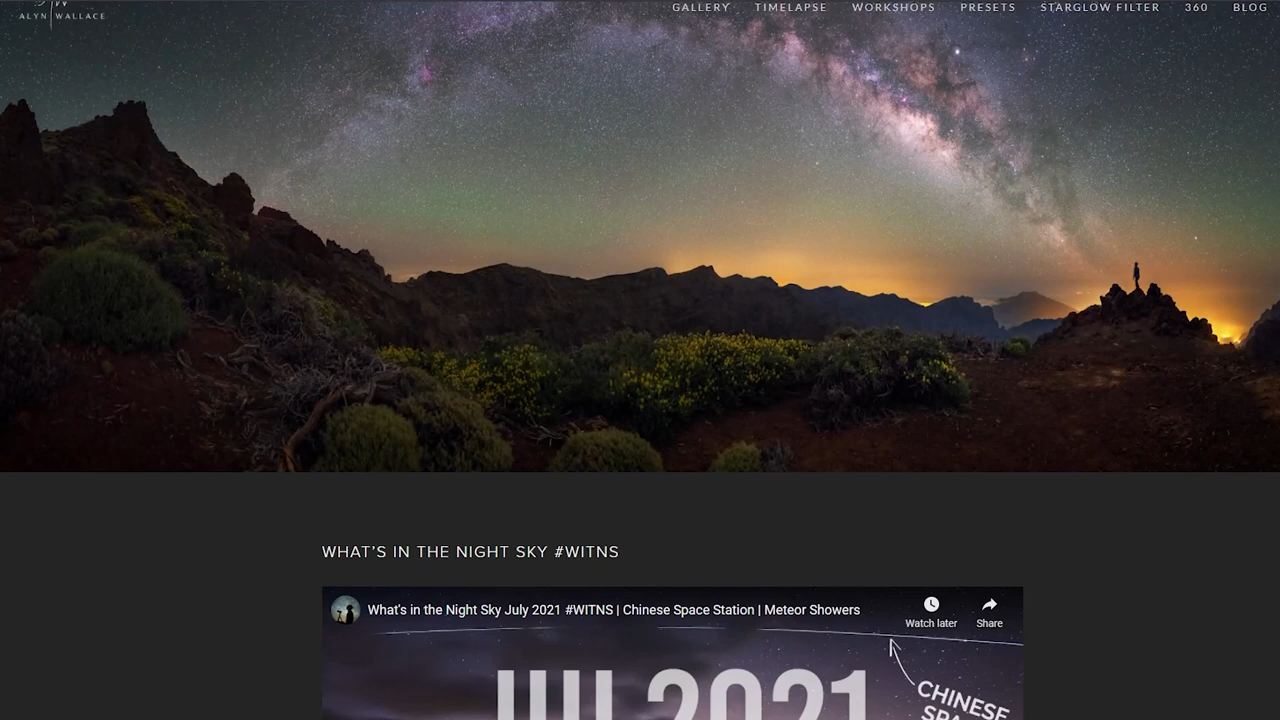 ALYN WALLACE
GALLERY TIMELAPSE WORKSHOPS PRESETS STARGLOW FILTER 360 BLOG
WHAT'S IN THE NIGHT SKY #WITNS
What's in the Night Sky July 2021 #WITNS | Chinese Space Station | Meteor Showers
Watch later
Share
2021
CHINESE